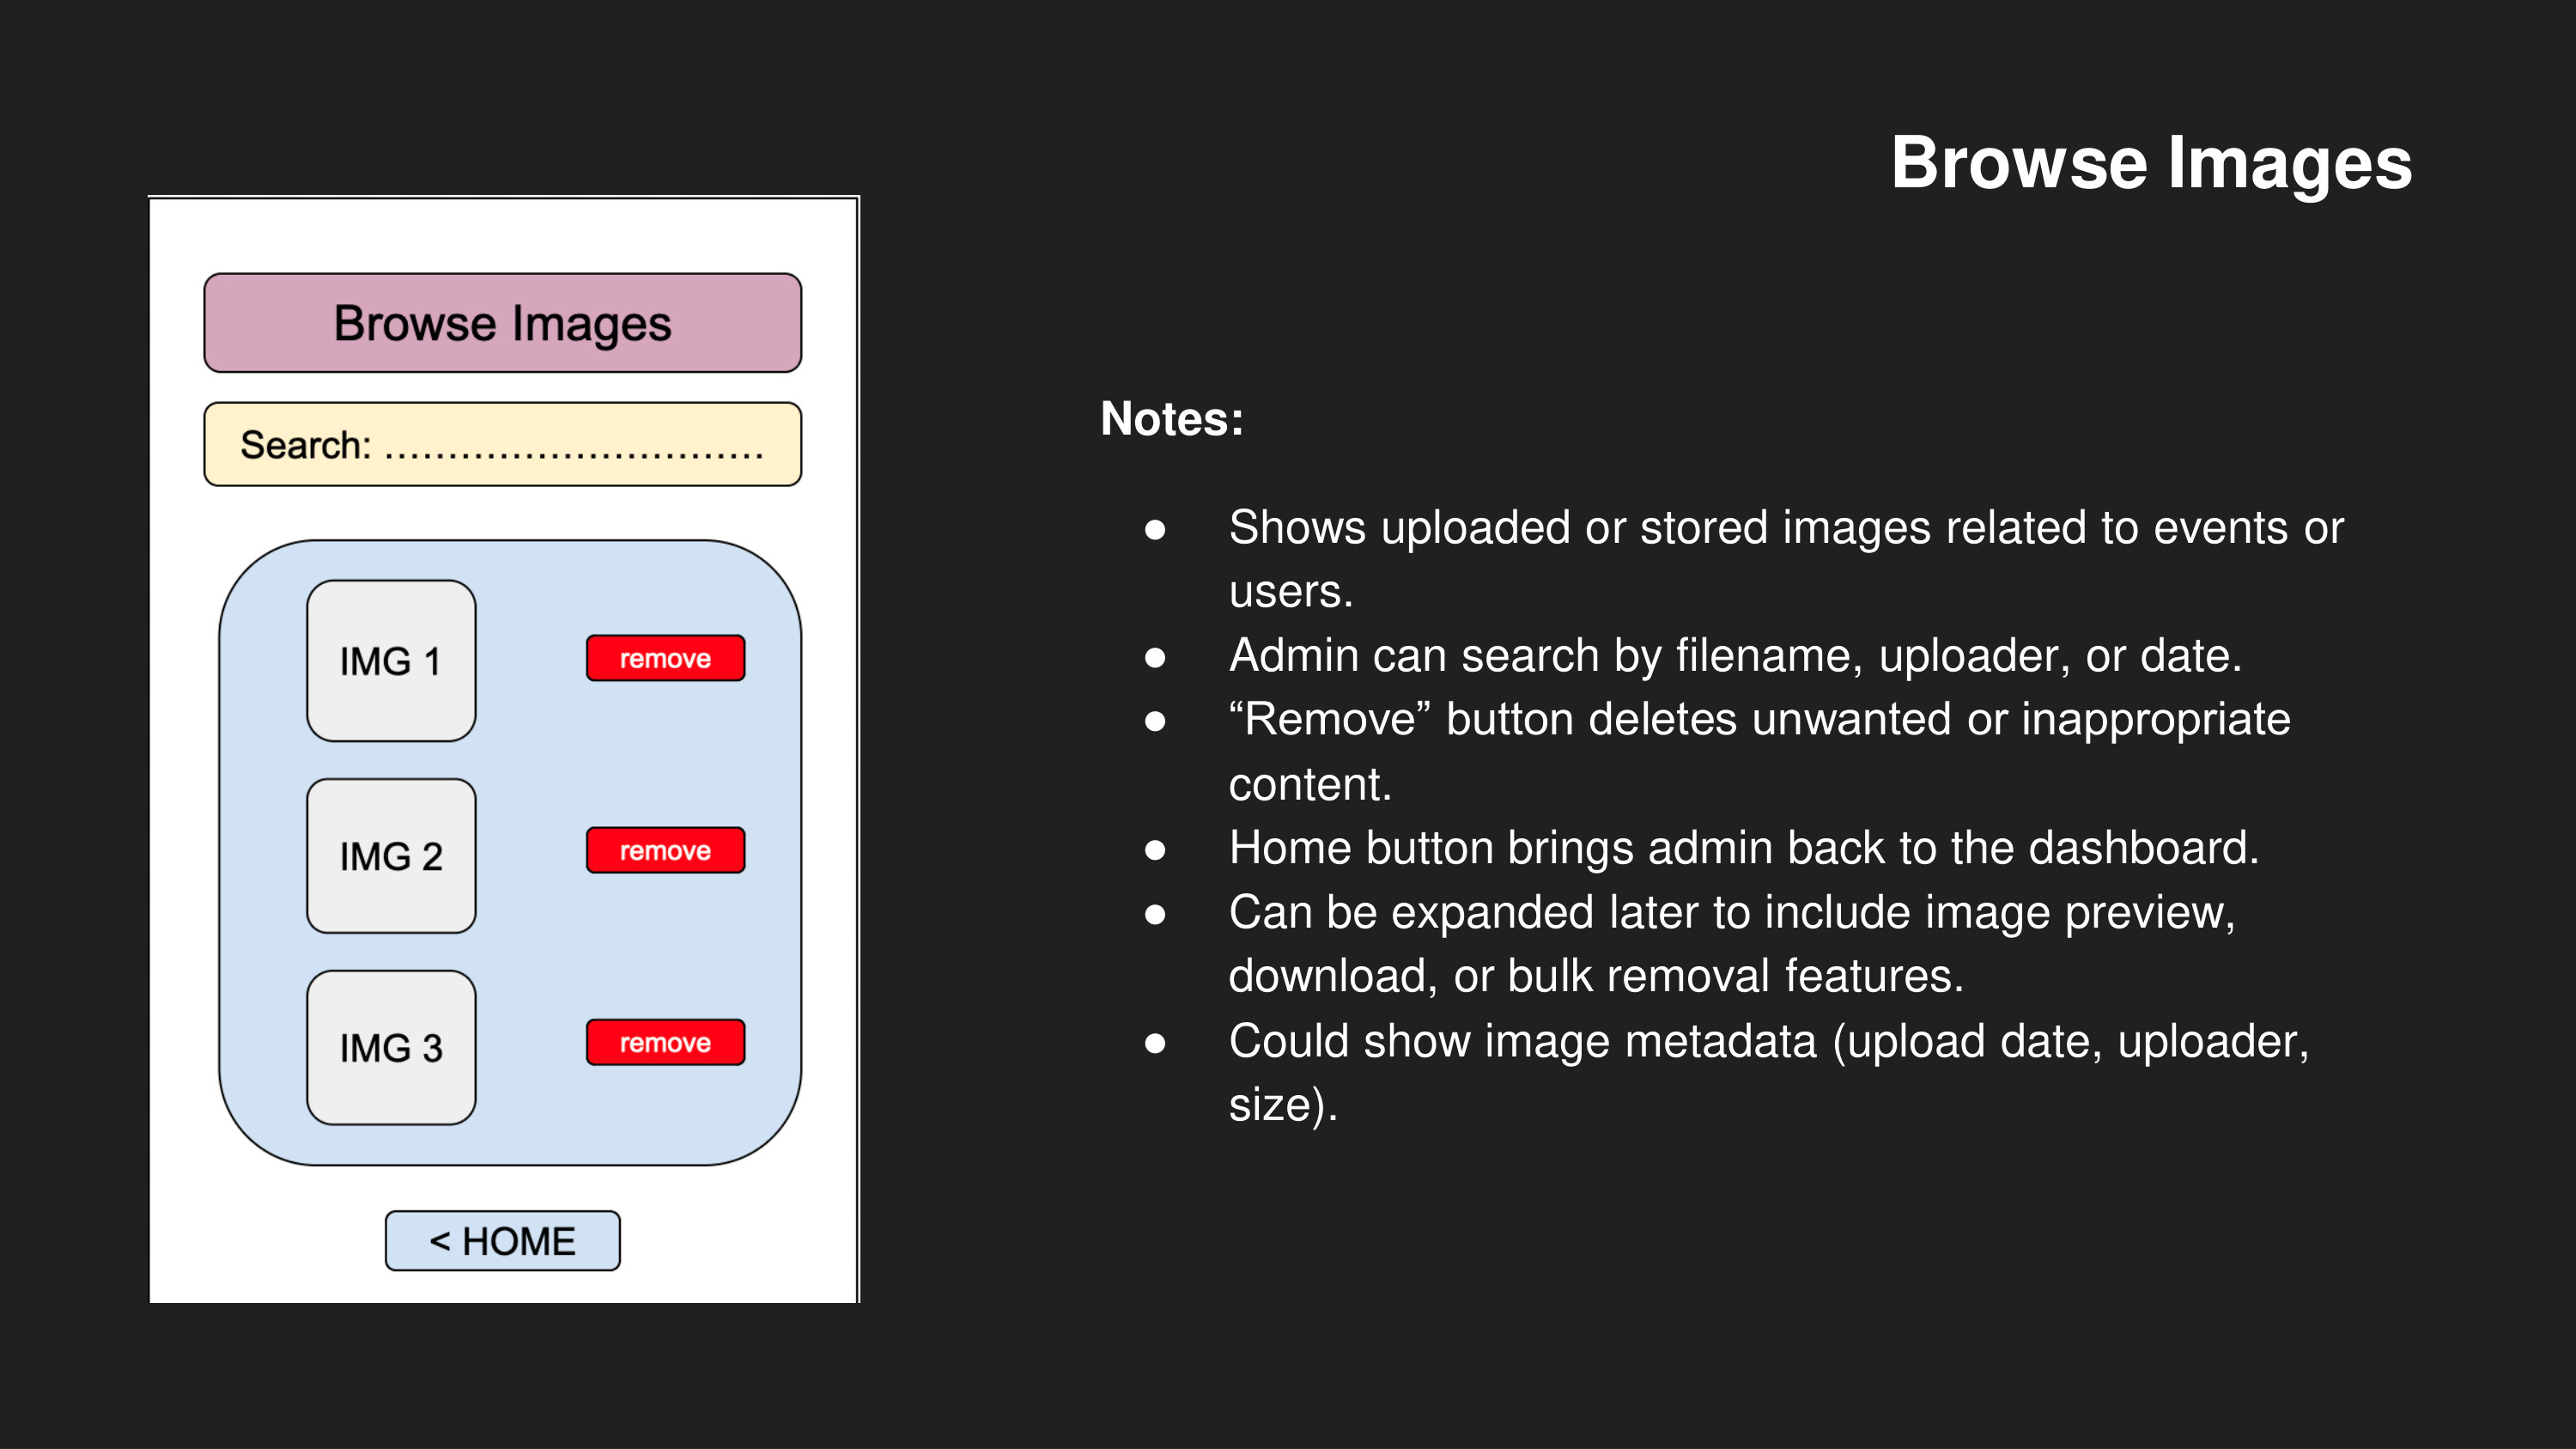 Browse Images
Browse Images
Search: ..............................
IMG 1
remove
IMG 2
remove
IMG 3
remove
< HOME
Notes:
● Shows uploaded or stored images related to events or
users.
● Admin can search by filename, uploader, or date.
● “Remove” button deletes unwanted or inappropriate
content.
● Home button brings admin back to the dashboard.
● Can be expanded later to include image preview,
download, or bulk removal features.
● Could show image metadata (upload date, uploader,
size).